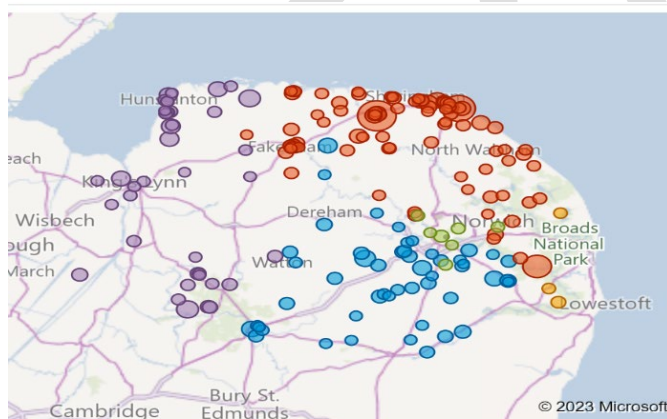 Hunstanton
Sheringham
Fakenham
North Walsham
each
King's Lynn
Dereham
Norwich
Wisbech
Broads
National
Park
ough
Watton
March
Lowestoft
Bury St.
Edmunds
Cambridge
© 2023 Microsoft